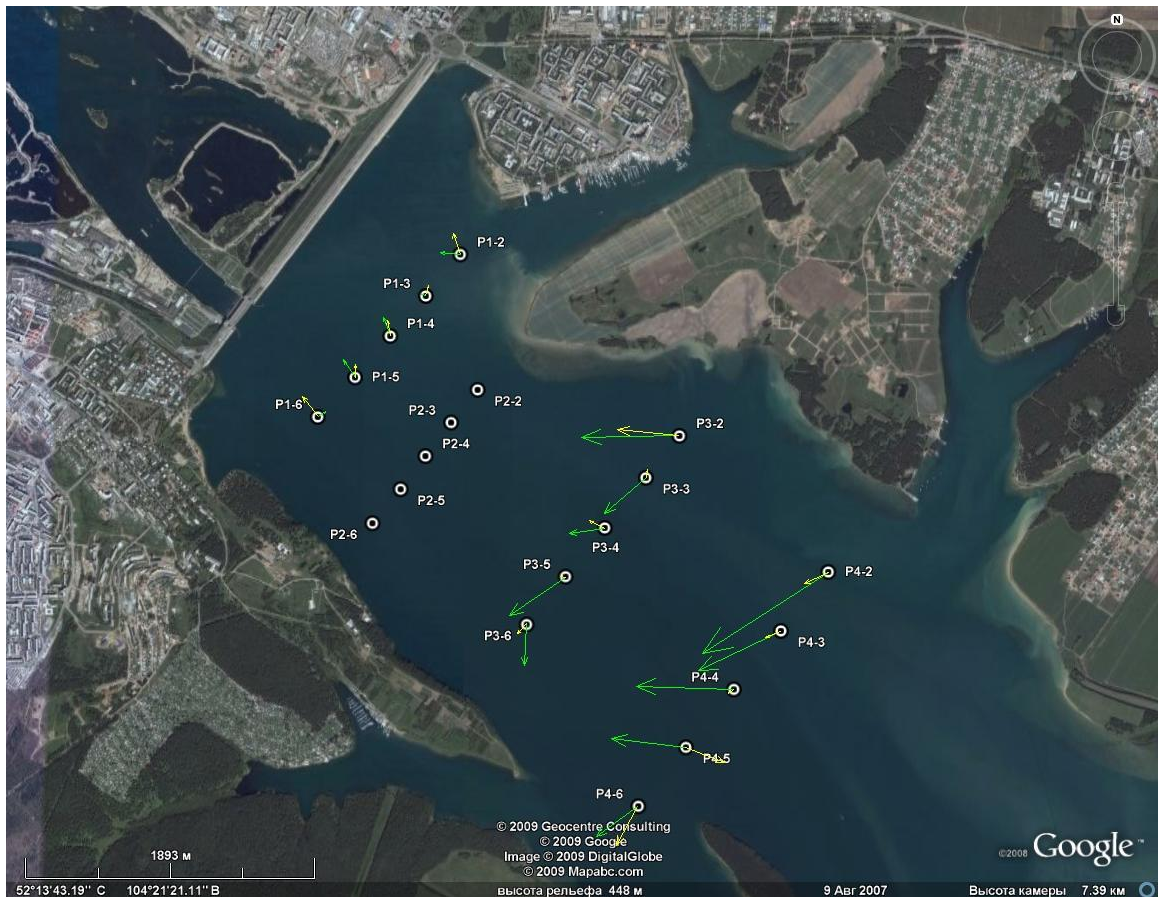 N
P1-2
P1-3
P1-4
P1-5
P1-6
P2-2
P2-3
P2-4
P2-5
P2-6
P3-2
P3-3
P3-4
P3-5
P3-6
P4-2
P4-3
P4-4
P4-5
P4-6
© 2009 Geocentre Consulting
© 2009 Google
Image © 2009 DigitalGlobe
© 2009 Mapabc.com
©2008 Google™
1893 м
52°13'43.19'' С 104°21'21.11'' В
высота рельефа 448 м
9 Авг 2007
Высота камеры 7.39 км